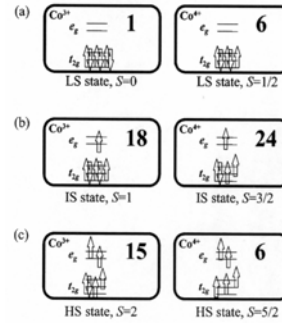 (a)
Co3+ 1 Co4+ 6
eg eg
t2g t2g
LS state, S=0 LS state, S=1/2
(b)
Co3+ 18 Co4+ 24
eg eg
t2g t2g
IS state, S=1 IS state, S=3/2
(c)
Co3+ 15 Co4+ 6
eg eg
t2g t2g
HS state, S=2 HS state, S=5/2